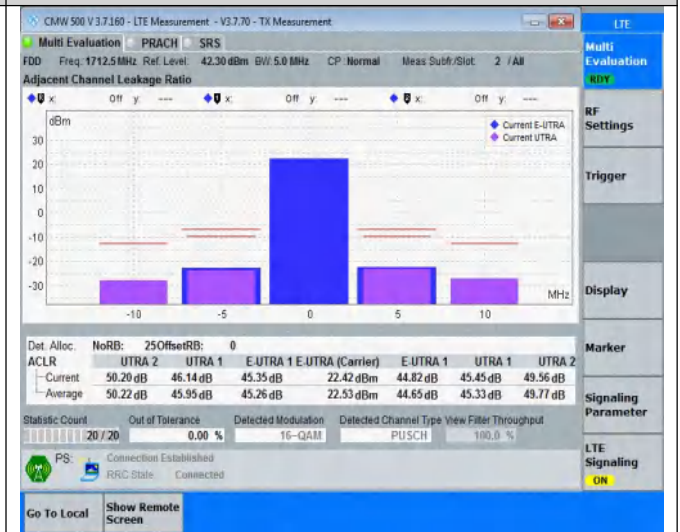 CMW 500 V 3.7.160 - LTE Measurement - V3.7.70 - TX Measurement
LTE
Multi Evaluation PRACH SRS
FDD Freq: 1712.5 MHz Ref. Level: 42.30 dBm BW: 5.0 MHz CP: Normal Meas Subfr./Slot: 2 / All
Adjacent Channel Leakage Ratio
x: Off y: --- x: Off y: --- x: Off y: ---
dBm
Current E-UTRA
Current UTRA
30
20
10
0
-10
-20
-30
MHz
-10 -5 0 5 10
Det. Alloc. NoRB: 25OffsetRB: 0
ACLR UTRA 2 UTRA 1 E-UTRA 1 E-UTRA (Carrier) E-UTRA 1 UTRA 1 UTRA 2
Current 50.20 dB 46.14 dB 45.35 dB 22.42 dBm 44.82 dB 45.45 dB 49.56 dB
Average 50.22 dB 45.95 dB 45.26 dB 22.53 dBm 44.65 dB 45.33 dB 49.77 dB
Statistic Count Out of Tolerance Detected Modulation Detected Channel Type View Filter Throughput
20 / 20 0.00 % 16-QAM PUSCH 100.0 %
PS: Connection Established
RRC State Connected
Multi
Evaluation
RDY
RF
Settings
Trigger
Display
Marker
Signaling
Parameter
LTE
Signaling
ON
Go To Local
Show Remote
Screen